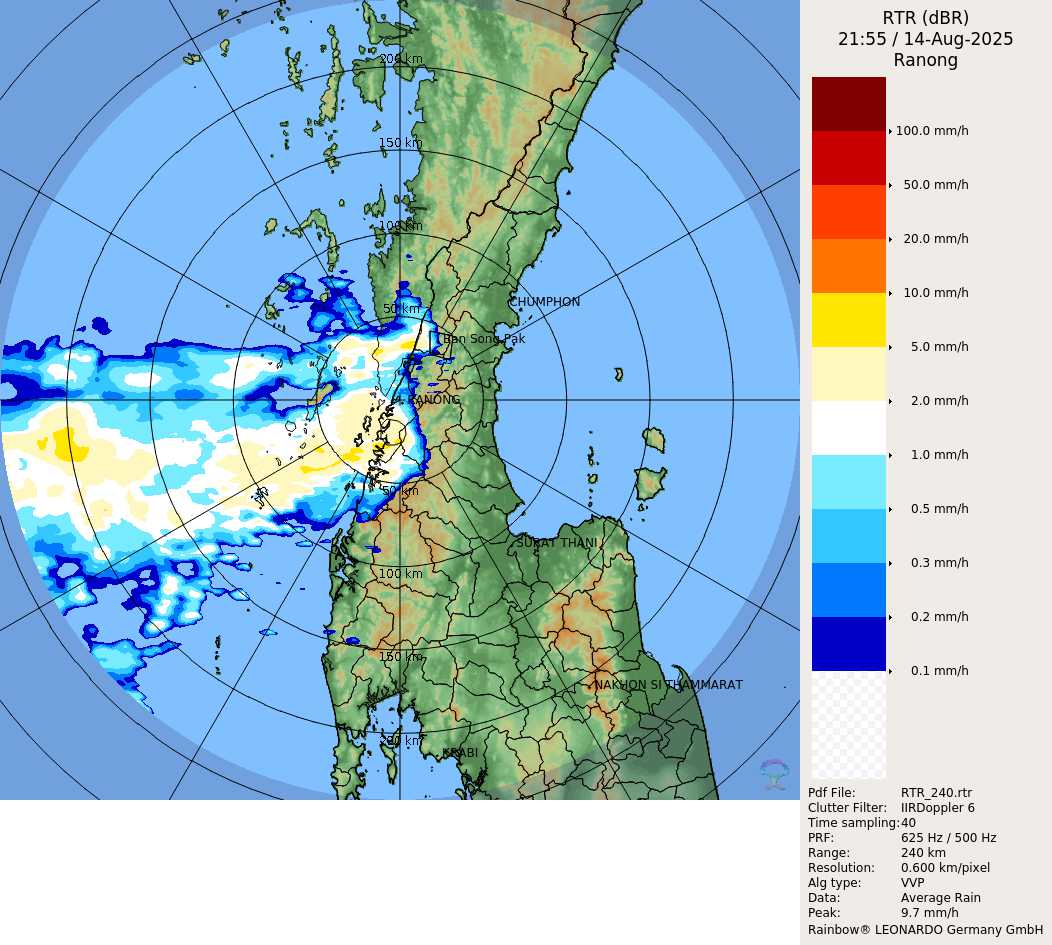 RTR (dBR)
21:55 / 14-Aug-2025
Ranong
100.0 mm/h
50.0 mm/h
20.0 mm/h
10.0 mm/h
5.0 mm/h
2.0 mm/h
1.0 mm/h
0.5 mm/h
0.3 mm/h
0.2 mm/h
0.1 mm/h
Pdf File: RTR_240.rtr
Clutter Filter: IIRDoppler 6
Time sampling: 40
PRF: 625 Hz / 500 Hz
Range: 240 km
Resolution: 0.600 km/pixel
Alg type: VVP
Data: Average Rain
Peak: 9.7 mm/h
Rainbow® LEONARDO Germany GmbH
200 km
150 km
100 km
CHUMPHON
50 km
Ban Song Pak
RANONG
50 km
SURAT THANI
100 km
150 km
NAKHON SI THAMMARAT
200 km
KRABI